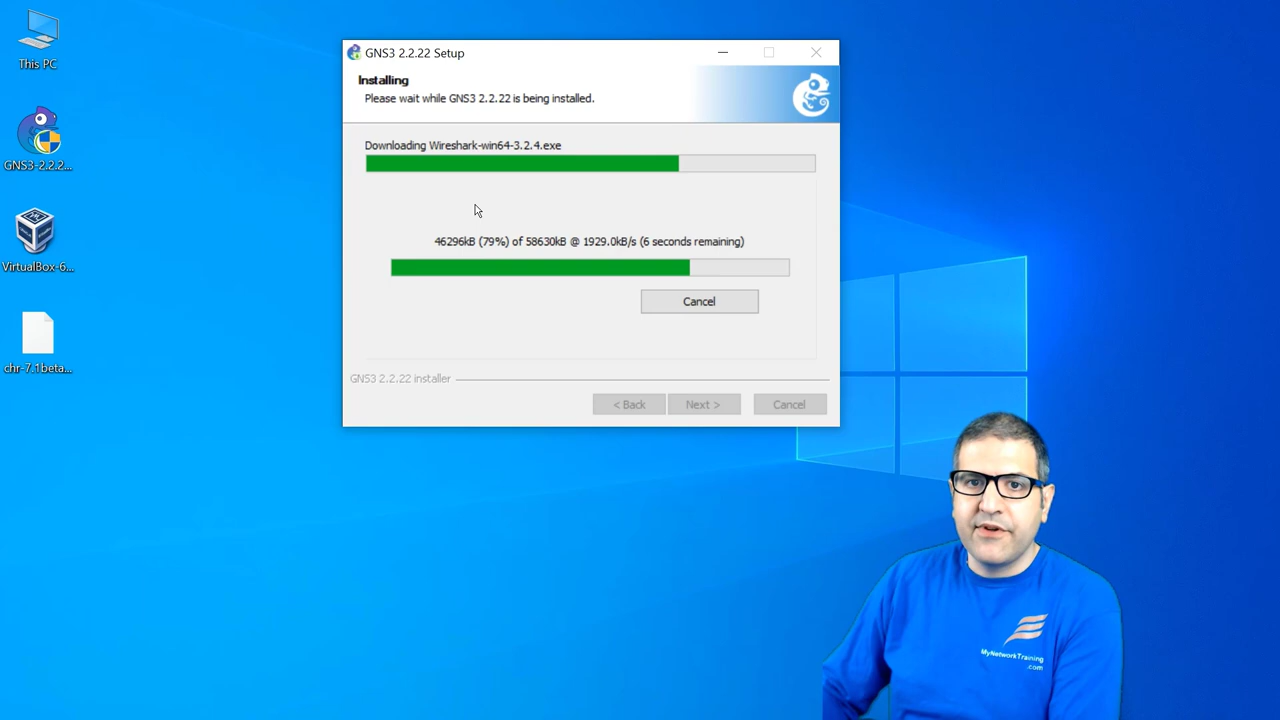 This PC
GNS3-2.2.2...
VirtualBox-6...
chr-7.1beta...
GNS3 2.2.22 Setup
Installing
Please wait while GNS3 2.2.22 is being installed.
Downloading Wireshark-win64-3.2.4.exe
46296kB (79%) of 58630kB @ 1929.0kB/s (6 seconds remaining)
Cancel
GNS3 2.2.22 installer
< Back
Next >
Cancel
MyNetworkTraining
.com